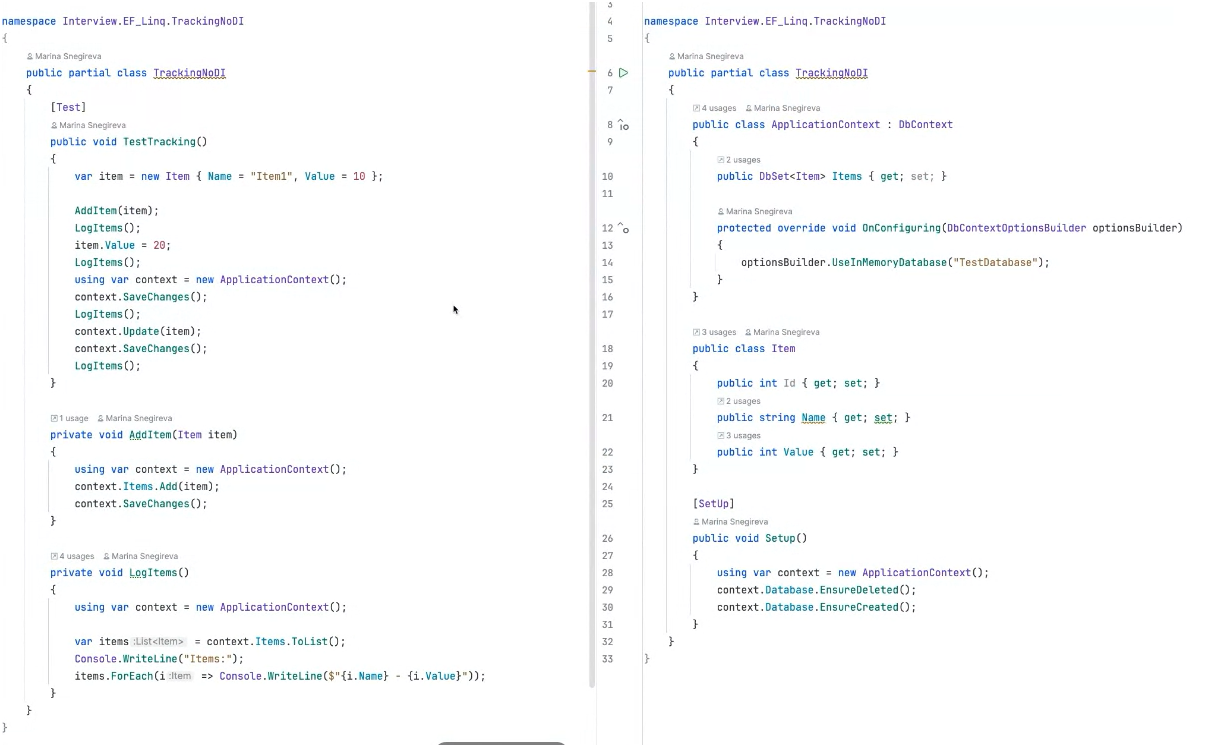 namespace Interview.EF_Linq.TrackingNoDI
{
Marina Snegireva
public partial class TrackingNoDI
{
[Test]
Marina Snegireva
public void TestTracking()
{
var item = new Item { Name = "Item1", Value = 10 };
AddItem(item);
LogItems();
item.Value = 20;
LogItems();
using var context = new ApplicationContext();
context.SaveChanges();
LogItems();
context.Update(item);
context.SaveChanges();
LogItems();
}
1 usage Marina Snegireva
private void AddItem(Item item)
{
using var context = new ApplicationContext();
context.Items.Add(item);
context.SaveChanges();
}
4 usages Marina Snegireva
private void LogItems()
{
using var context = new ApplicationContext();
var items :List<Item> = context.Items.ToList();
Console.WriteLine("Items:");
items.ForEach(i :Item => Console.WriteLine($"{i.Name} - {i.Value}"));
}
}
}
3
4 namespace Interview.EF_Linq.TrackingNoDI
5 {
Marina Snegireva
6 public partial class TrackingNoDI
7 {
4 usages Marina Snegireva
8 public class ApplicationContext : DbContext
9 {
2 usages
10 public DbSet<Item> Items { get; set; }
11
Marina Snegireva
12 protected override void OnConfiguring(DbContextOptionsBuilder optionsBuilder)
13 {
14 optionsBuilder.UseInMemoryDatabase("TestDatabase");
15 }
16 }
17
3 usages Marina Snegireva
18 public class Item
19 {
20 public int Id { get; set; }
2 usages
21 public string Name { get; set; }
3 usages
22 public int Value { get; set; }
23 }
24
25 [SetUp]
Marina Snegireva
26 public void Setup()
27 {
28 using var context = new ApplicationContext();
29 context.Database.EnsureDeleted();
30 context.Database.EnsureCreated();
31 }
32 }
33 }